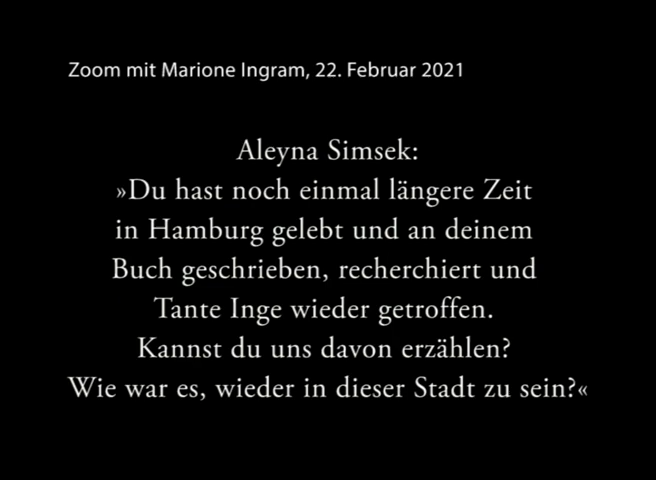 Zoom mit Marione Ingram, 22. Februar 2021
Aleyna Simsek:
»Du hast noch einmal längere Zeit
in Hamburg gelebt und an deinem
Buch geschrieben, recherchiert und
Tante Inge wieder getroffen.
Kannst du uns davon erzählen?
Wie war es, wieder in dieser Stadt zu sein?«